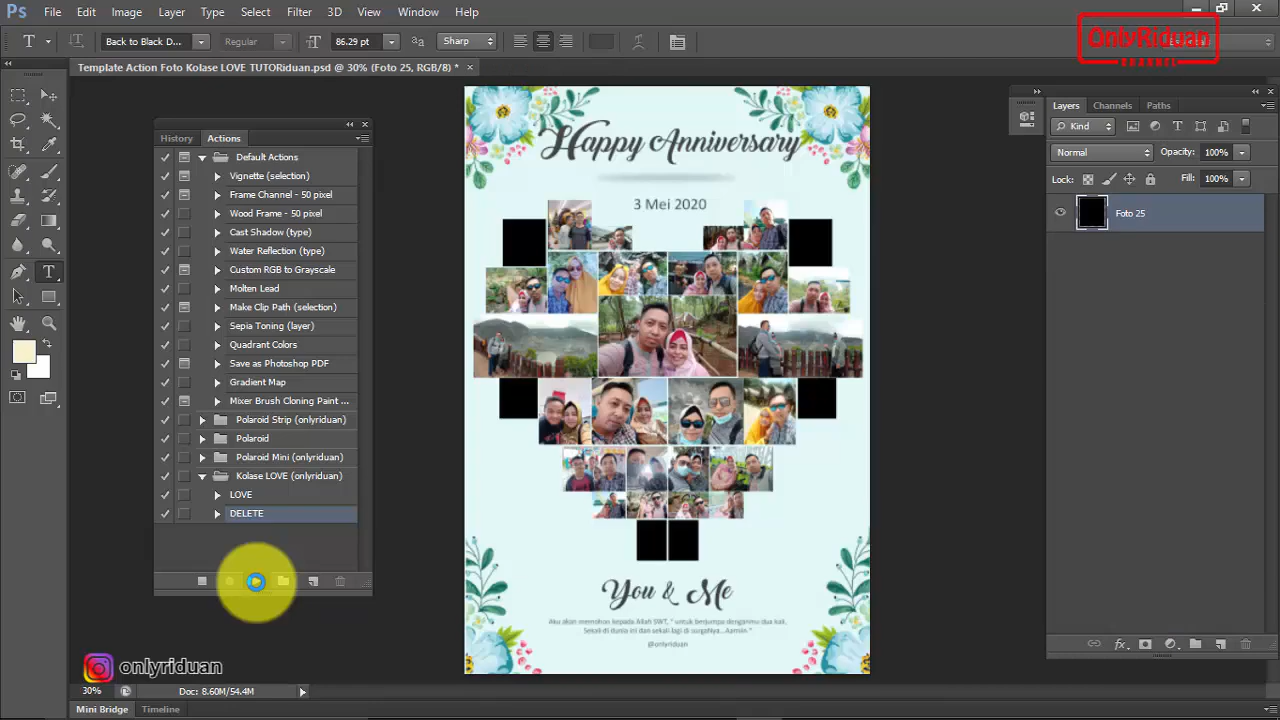 Ps File Edit Image Layer Type Select Filter 3D View Window Help
Back to Black D... Regular 86.29 pt Sharp
OnlyRiduan
CHANNEL
Template Action Foto Kolase LOVE TUTORiduan.psd @ 30% (Foto 25, RGB/8) *
History Actions
Default Actions
Vignette (selection)
Frame Channel - 50 pixel
Wood Frame - 50 pixel
Cast Shadow (type)
Water Reflection (type)
Custom RGB to Grayscale
Molten Lead
Make Clip Path (selection)
Sepia Toning (layer)
Quadrant Colors
Save as Photoshop PDF
Gradient Map
Mixer Brush Cloning Paint ...
Polaroid Strip (onlyriduan)
Polaroid
Polaroid Mini (onlyriduan)
Kolase LOVE (onlyriduan)
LOVE
DELETE
Happy Anniversary
3 Mei 2020
You & Me
Aku akan memohon kepada Allah SWT, " untuk berjumpa denganmu dua kali.
Sekali di dunia ini dan sekali lagi di surgaNya...Aamiin "
@onlyriduan
Layers Channels Paths
Kind
Normal Opacity: 100%
Lock: Fill: 100%
Foto 25
onlyriduan
30% Doc: 8.60M/54.4M
Mini Bridge Timeline